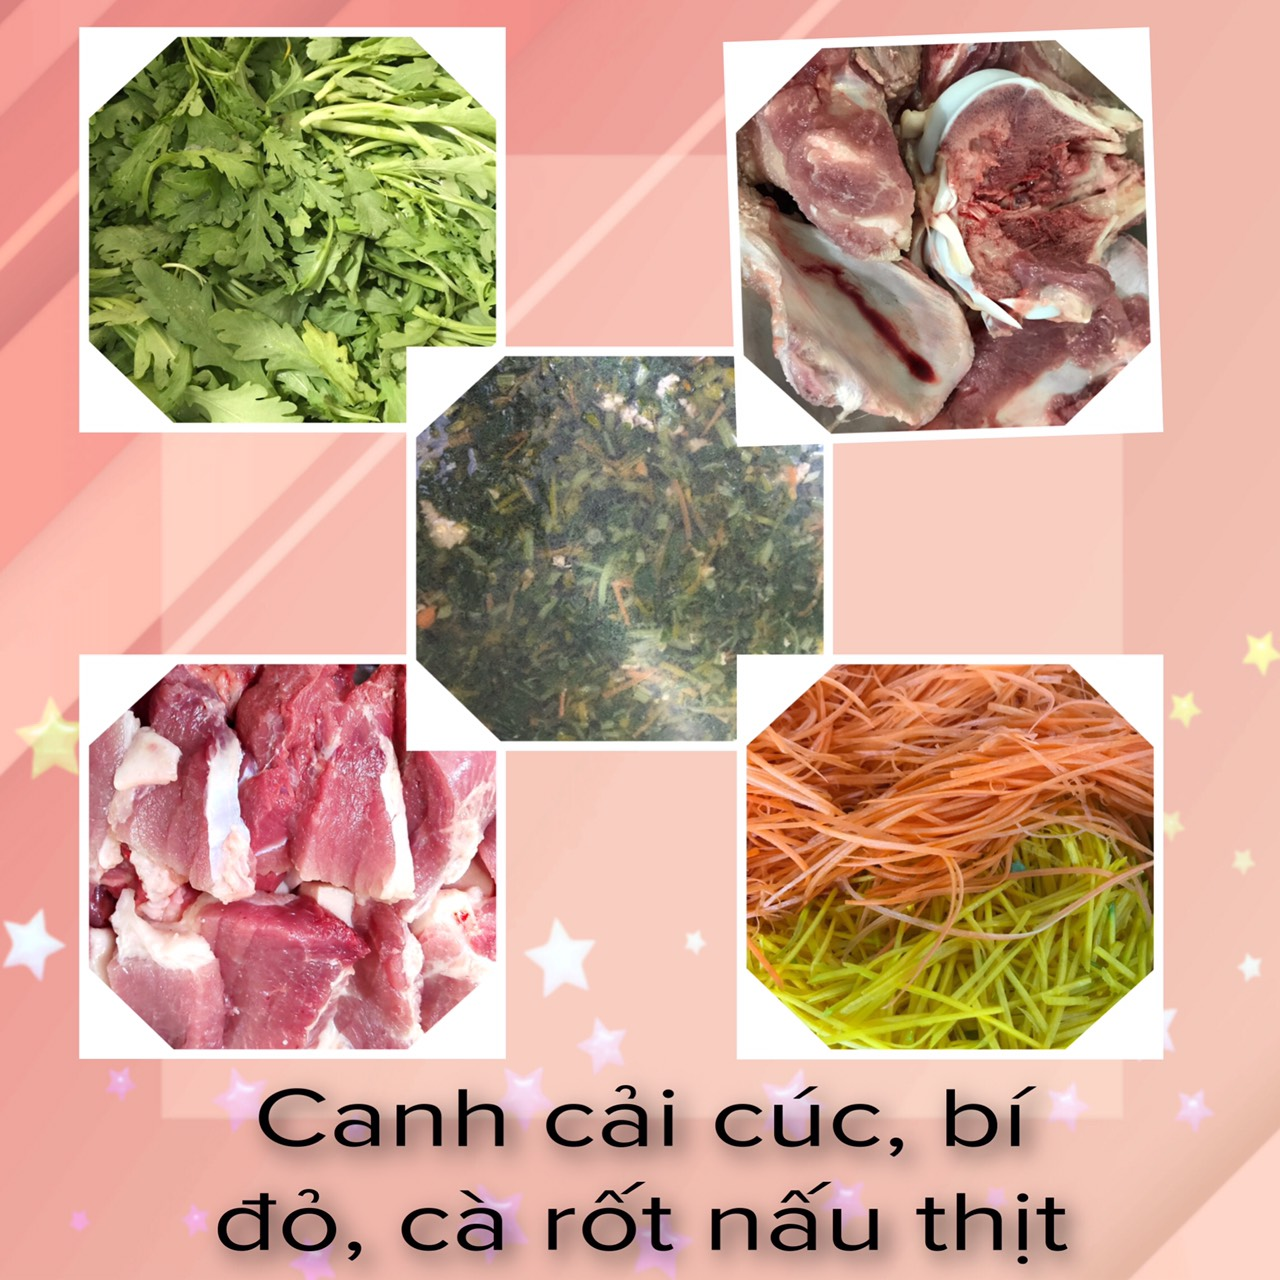 Canh cải cúc, bí
đỏ, cà rốt nấu thịt